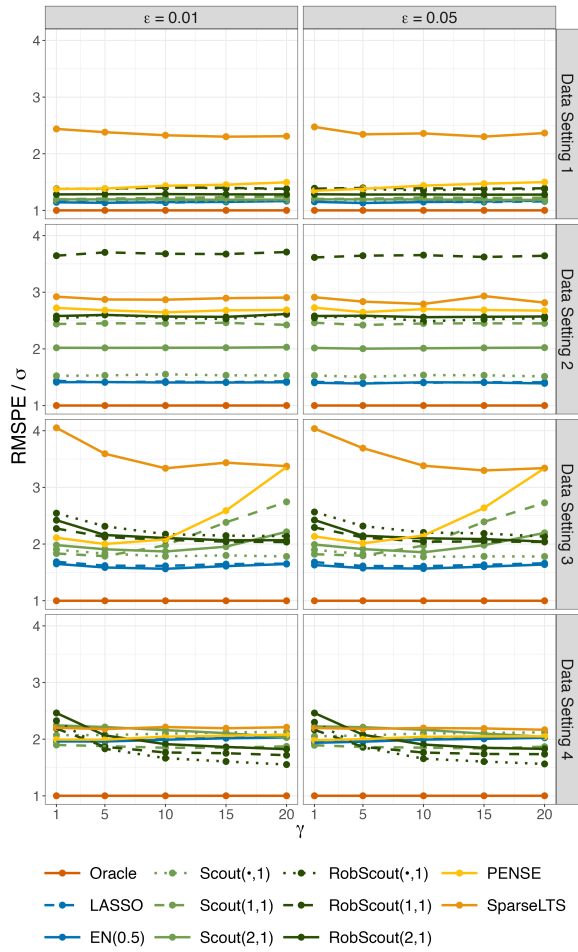 ε = 0.01 ε = 0.05
4
3
2
1
Data Setting 1
4
3
2
1
Data Setting 2
RMSPE / σ
4
3
2
1
Data Setting 3
4
3
2
1
Data Setting 4
1 5 10 15 20 1 5 10 15 20
γ
Oracle Scout(•,1) RobScout(•,1) PENSE
LASSO Scout(1,1) RobScout(1,1) SparseLTS
EN(0.5) Scout(2,1) RobScout(2,1)